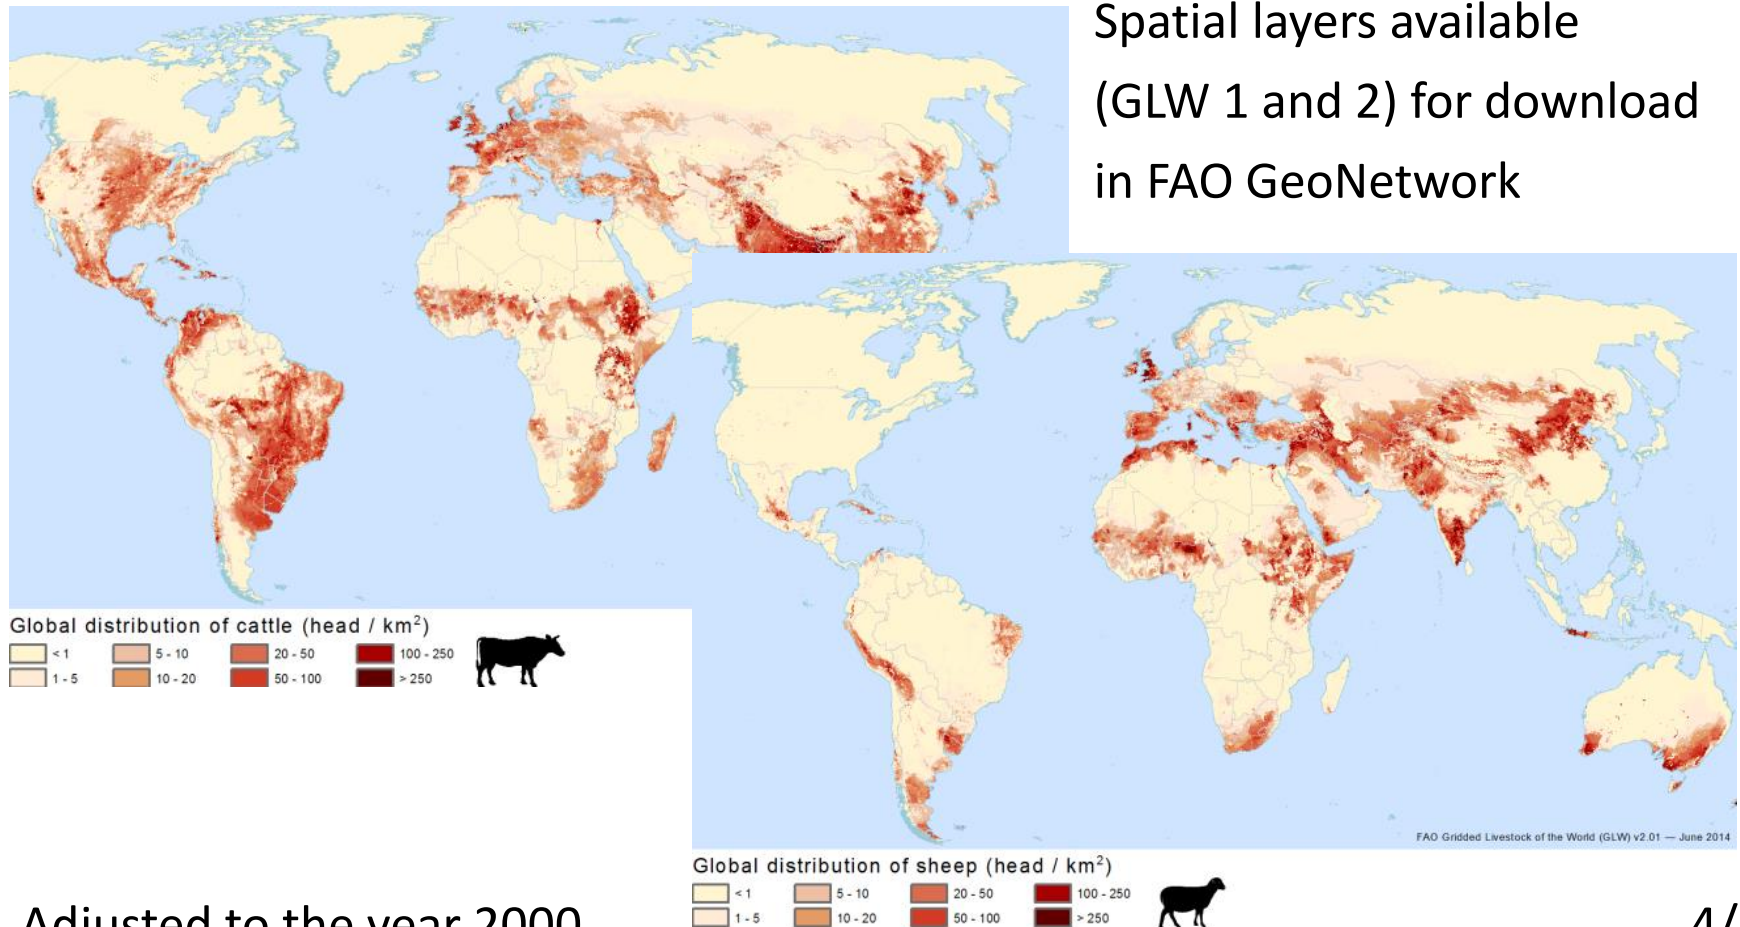 Spatial layers available
(GLW 1 and 2) for download
in FAO GeoNetwork
Global distribution of cattle (head / km²)
< 1 5 - 10 20 - 50 100 - 250
1 - 5 10 - 20 50 - 100 > 250
FAO Gridded Livestock of the World (GLW) v2.01 — June 2014
Global distribution of sheep (head / km²)
< 1 5 - 10 20 - 50 100 - 250
1 - 5 10 - 20 50 - 100 > 250
Adjusted to the year 2000
4/